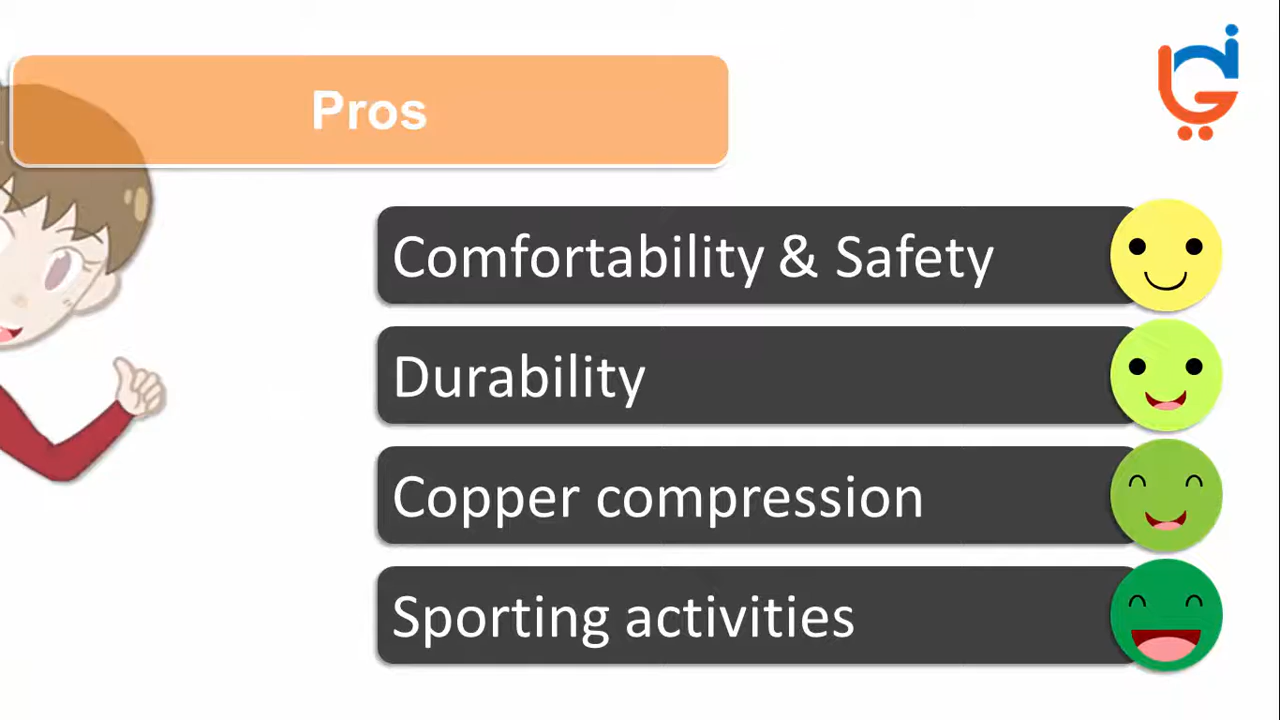 Pros
Comfortability & Safety
Durability
Copper compression
Sporting activities